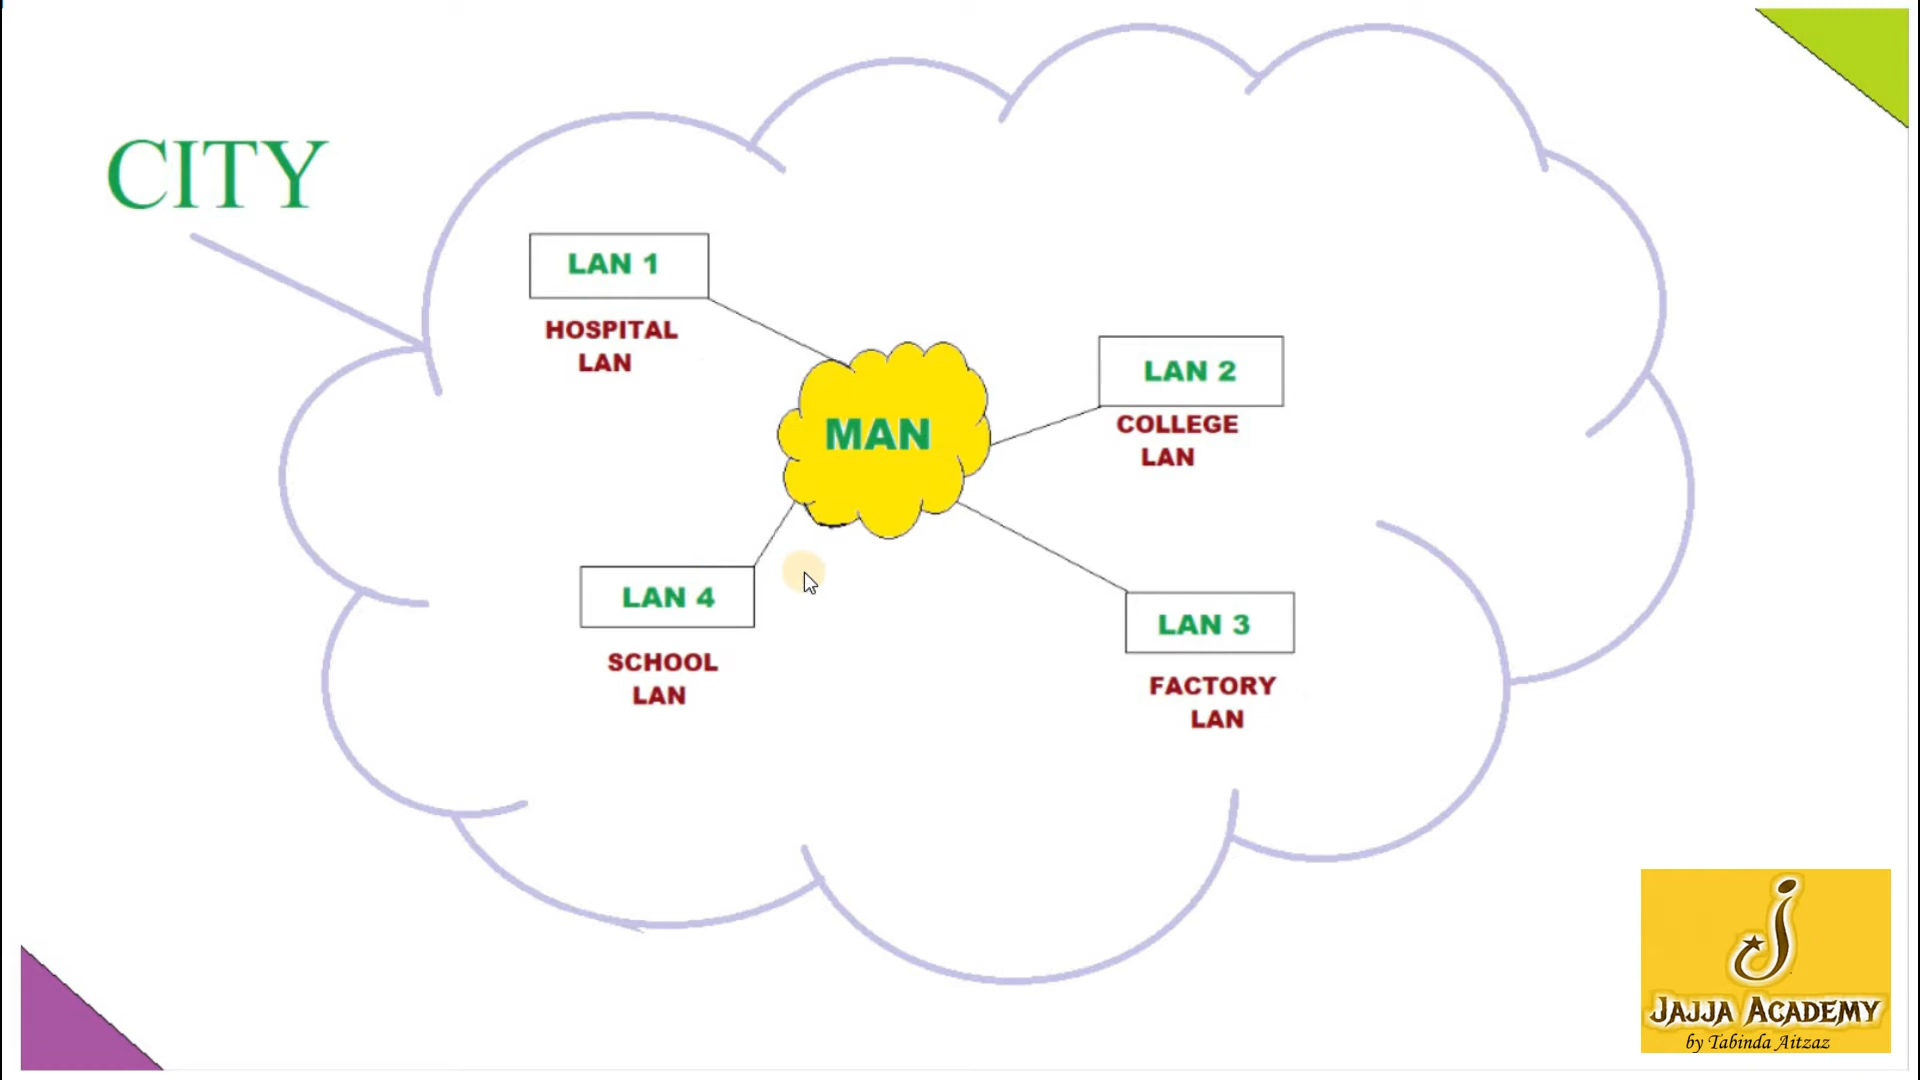 CITY
LAN 1
HOSPITAL
LAN
MAN
LAN 2
COLLEGE
LAN
LAN 4
SCHOOL
LAN
LAN 3
FACTORY
LAN
JAJJA ACADEMY
by Tabinda Aitzaz